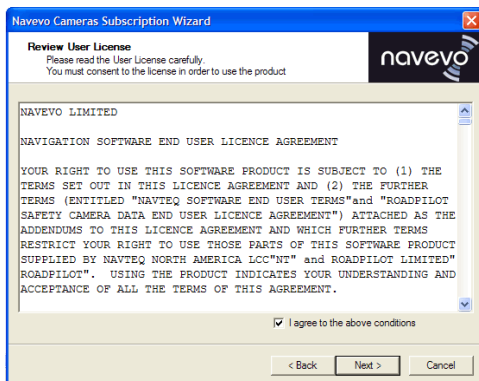 Navevo Cameras Subscription Wizard
Review User License
Please read the User License carefully.
You must consent to the license in order to use the product
navevo
NAVEVO LIMITED
NAVIGATION SOFTWARE END USER LICENCE AGREEMENT
YOUR RIGHT TO USE THIS SOFTWARE PRODUCT IS SUBJECT TO (1) THE
TERMS SET OUT IN THIS LICENCE AGREEMENT AND (2) THE FURTHER
TERMS (ENTITLED "NAVTEQ SOFTWARE END USER TERMS"and "ROADPILOT
SAFETY CAMERA DATA END USER LICENCE AGREEMENT") ATTACHED AS THE
ADDENDUMS TO THIS LICENCE AGREEMENT AND WHICH FURTHER TERMS
RESTRICT YOUR RIGHT TO USE THOSE PARTS OF THIS SOFTWARE PRODUCT
SUPPLIED BY NAVTEQ NORTH AMERICA LCC"NT" and ROADPILOT LIMITED"
ROADPILOT".  USING THE PRODUCT INDICATES YOUR UNDERSTANDING AND
ACCEPTANCE OF ALL THE TERMS OF THIS AGREEMENT.
I agree to the above conditions
< Back
Next >
Cancel